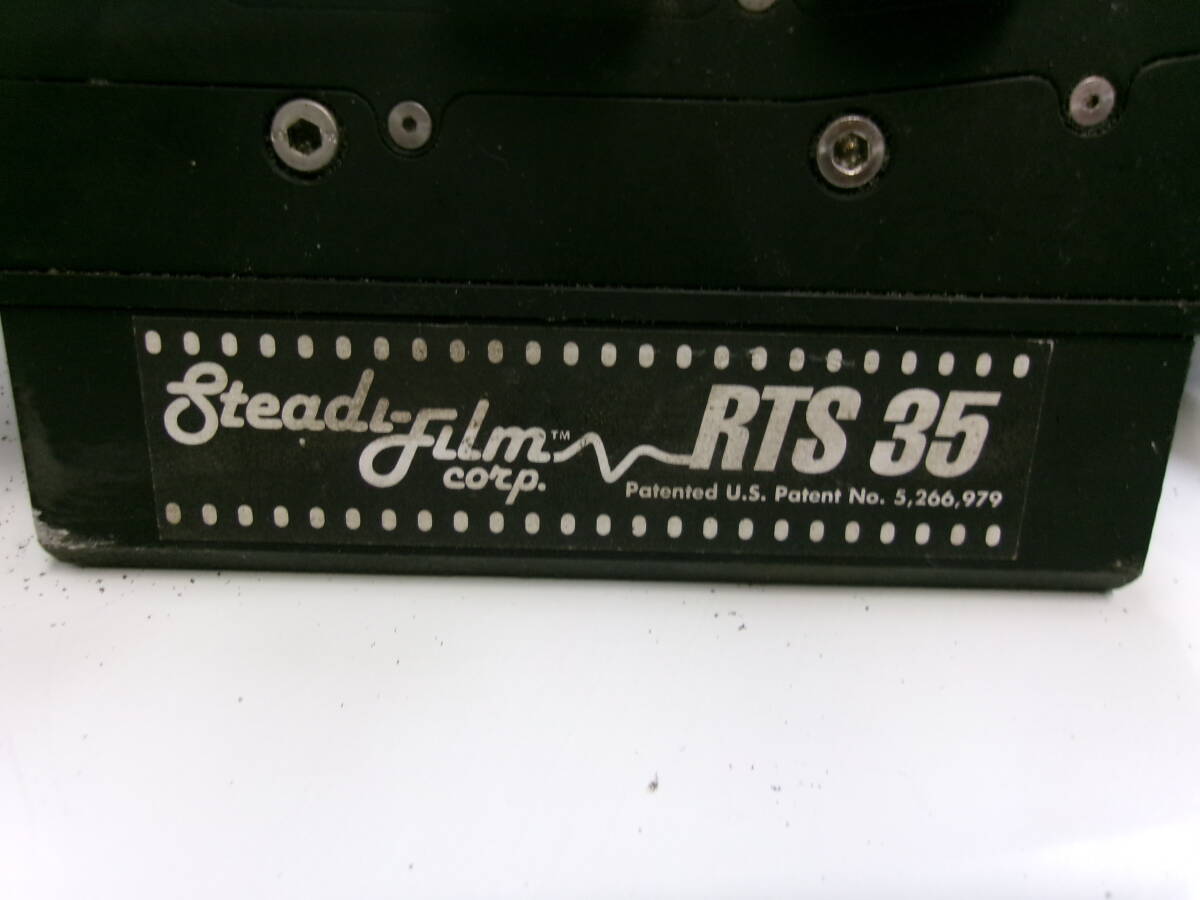 Steadi-Film™ RTS 35
corp.
Patented U.S. Patent No. 5,266,979